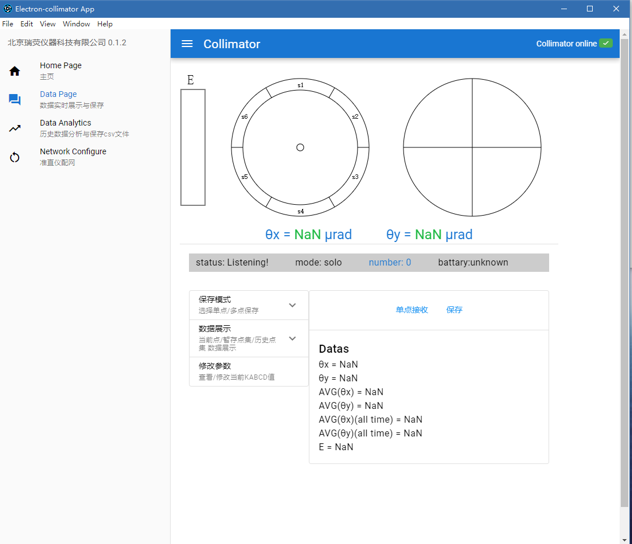 Electron-collimator App
File Edit View Window Help
北京瑞荧仪器科技有限公司 0.1.2
Collimator
Collimator online
Home Page
主页
Data Page
数据实时展示与保存
Data Analytics
历史数据分析与保存csv文件
Network Configure
准直仪配网
E
s1
s6
s2
s5
s3
s4
θx = NaN μrad
θy = NaN μrad
status: Listening!
mode: solo
number: 0
battary:unknown
保存模式
选择单点/多点保存
数据展示
当前点/暂存点集/历史点
集 数据展示
修改参数
查看/修改当前KABCD值
单点接收
保存
Datas
θx = NaN
θy = NaN
AVG(θx) = NaN
AVG(θy) = NaN
AVG(θx)(all time) = NaN
AVG(θy)(all time) = NaN
E = NaN